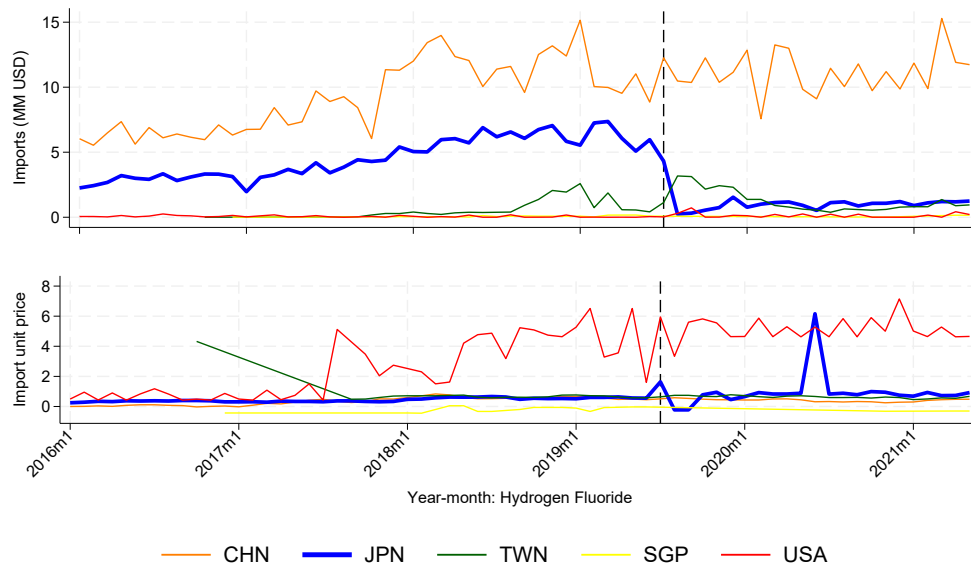 15
10
5
0
Imports (MM USD)
8
6
4
2
0
Import unit price
2016m1
2017m1
2018m1
2019m1
2020m1
2021m1
Year-month: Hydrogen Fluoride
CHN JPN TWN SGP USA